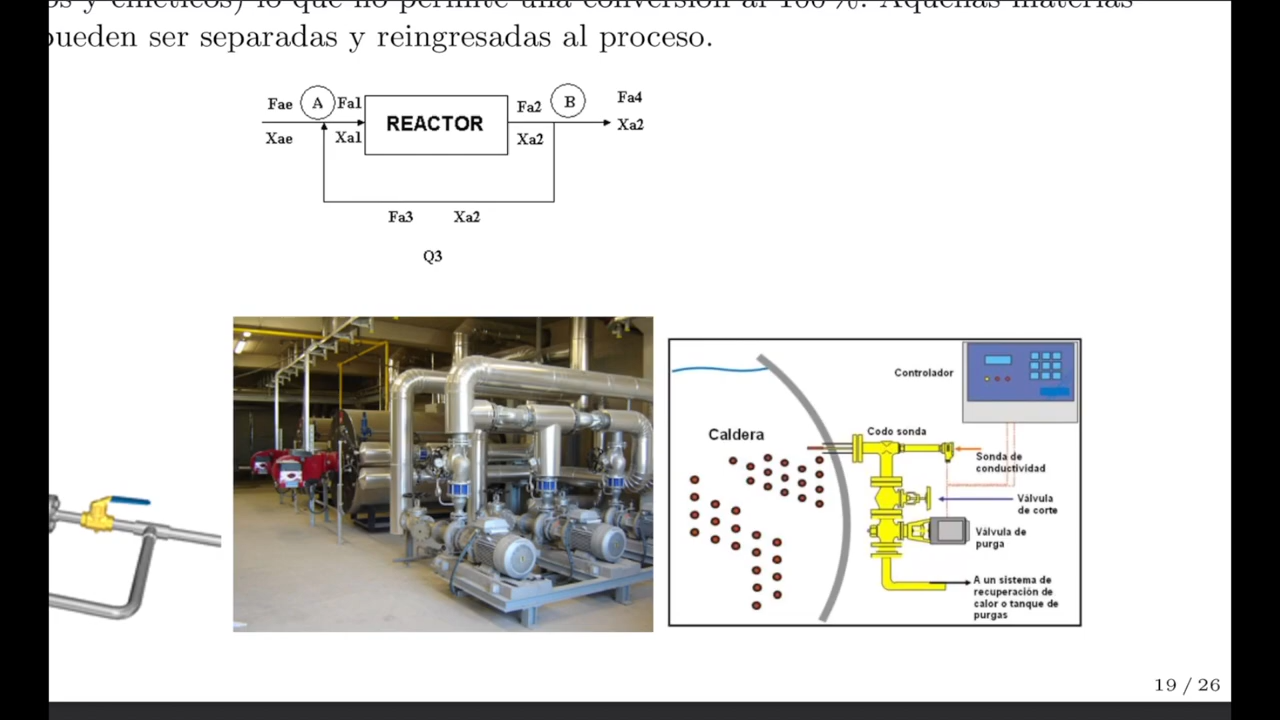 os y cinéticos) lo que no permite una conversión al 100 %. Aquellas materias
pueden ser separadas y reingresadas al proceso.
Fae A Fa1 REACTOR Fa2 B Fa4
Xae Xa1 Xa2 Xa2
Fa3 Xa2
Q3
Controlador
Codo sonda
Caldera
Sonda de
conductividad
Válvula
de corte
Válvula de
purga
A un sistema de
recuperación de
calor o tanque de
purgas
19 / 26